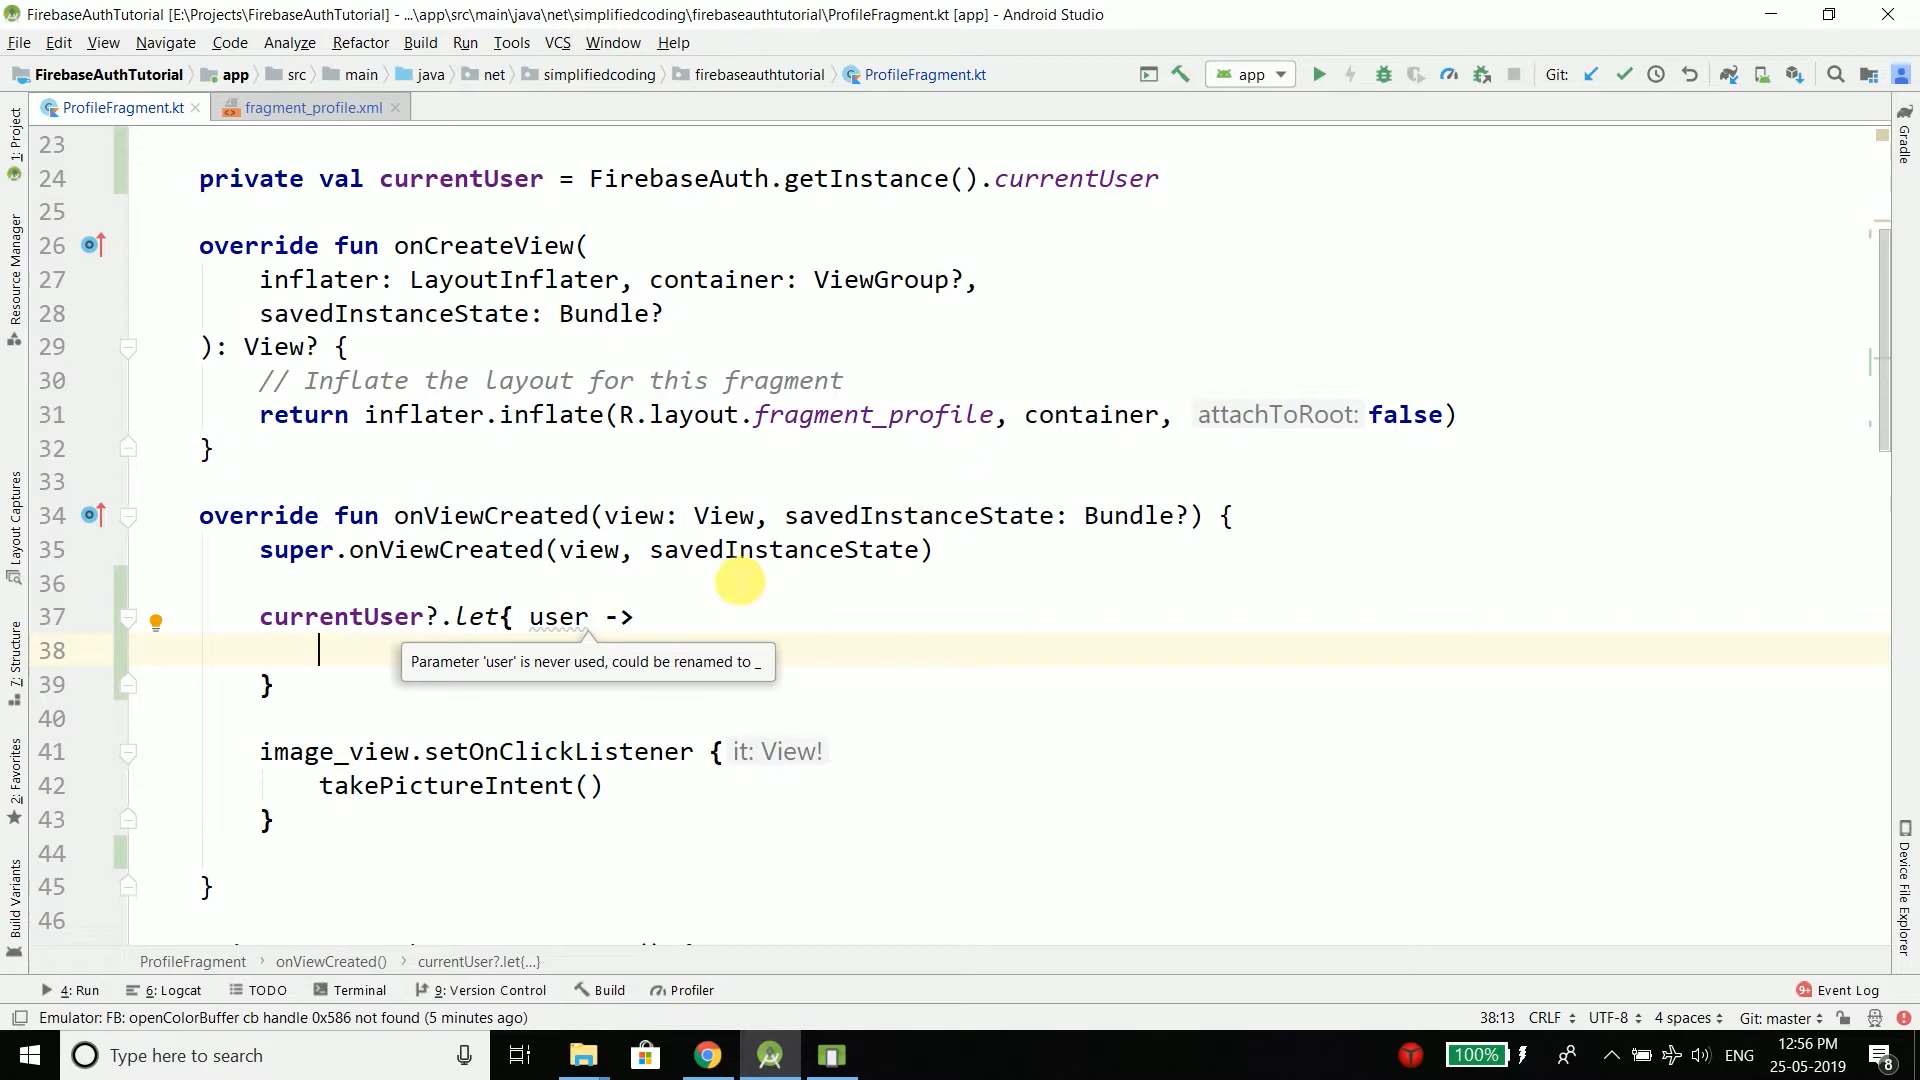 FirebaseAuthTutorial [E:\Projects\FirebaseAuthTutorial] - ...\app\src\main\java\net\simplifiedcoding\firebaseauthtutorial\ProfileFragment.kt [app] - Android Studio
File Edit View Navigate Code Analyze Refactor Build Run Tools VCS Window Help
FirebaseAuthTutorial app src main java net simplifiedcoding firebaseauthtutorial ProfileFragment.kt app Git:
ProfileFragment.kt fragment_profile.xml
1: Project
Resource Manager
Layout Captures
7: Structure
2: Favorites
Build Variants
23
24 private val currentUser = FirebaseAuth.getInstance().currentUser
25
26 override fun onCreateView(
27 inflater: LayoutInflater, container: ViewGroup?,
28 savedInstanceState: Bundle?
29 ): View? {
30 // Inflate the layout for this fragment
31 return inflater.inflate(R.layout.fragment_profile, container, attachToRoot: false)
32 }
33
34 override fun onViewCreated(view: View, savedInstanceState: Bundle?) {
35 super.onViewCreated(view, savedInstanceState)
36
37 currentUser?.let{ user ->
38
Parameter 'user' is never used, could be renamed to _
39 }
40
41 image_view.setOnClickListener { it: View!
42 takePictureIntent()
43 }
44
45 }
46
Gradle
Device File Explorer
ProfileFragment onViewCreated() currentUser?.let{...}
4: Run 6: Logcat TODO Terminal 9: Version Control Build Profiler 9+ Event Log
Emulator: FB: openColorBuffer cb handle 0x586 not found (5 minutes ago) 38:13 CRLF UTF-8 4 spaces Git: master
Type here to search 100% ENG 12:56 PM
25-05-2019 8